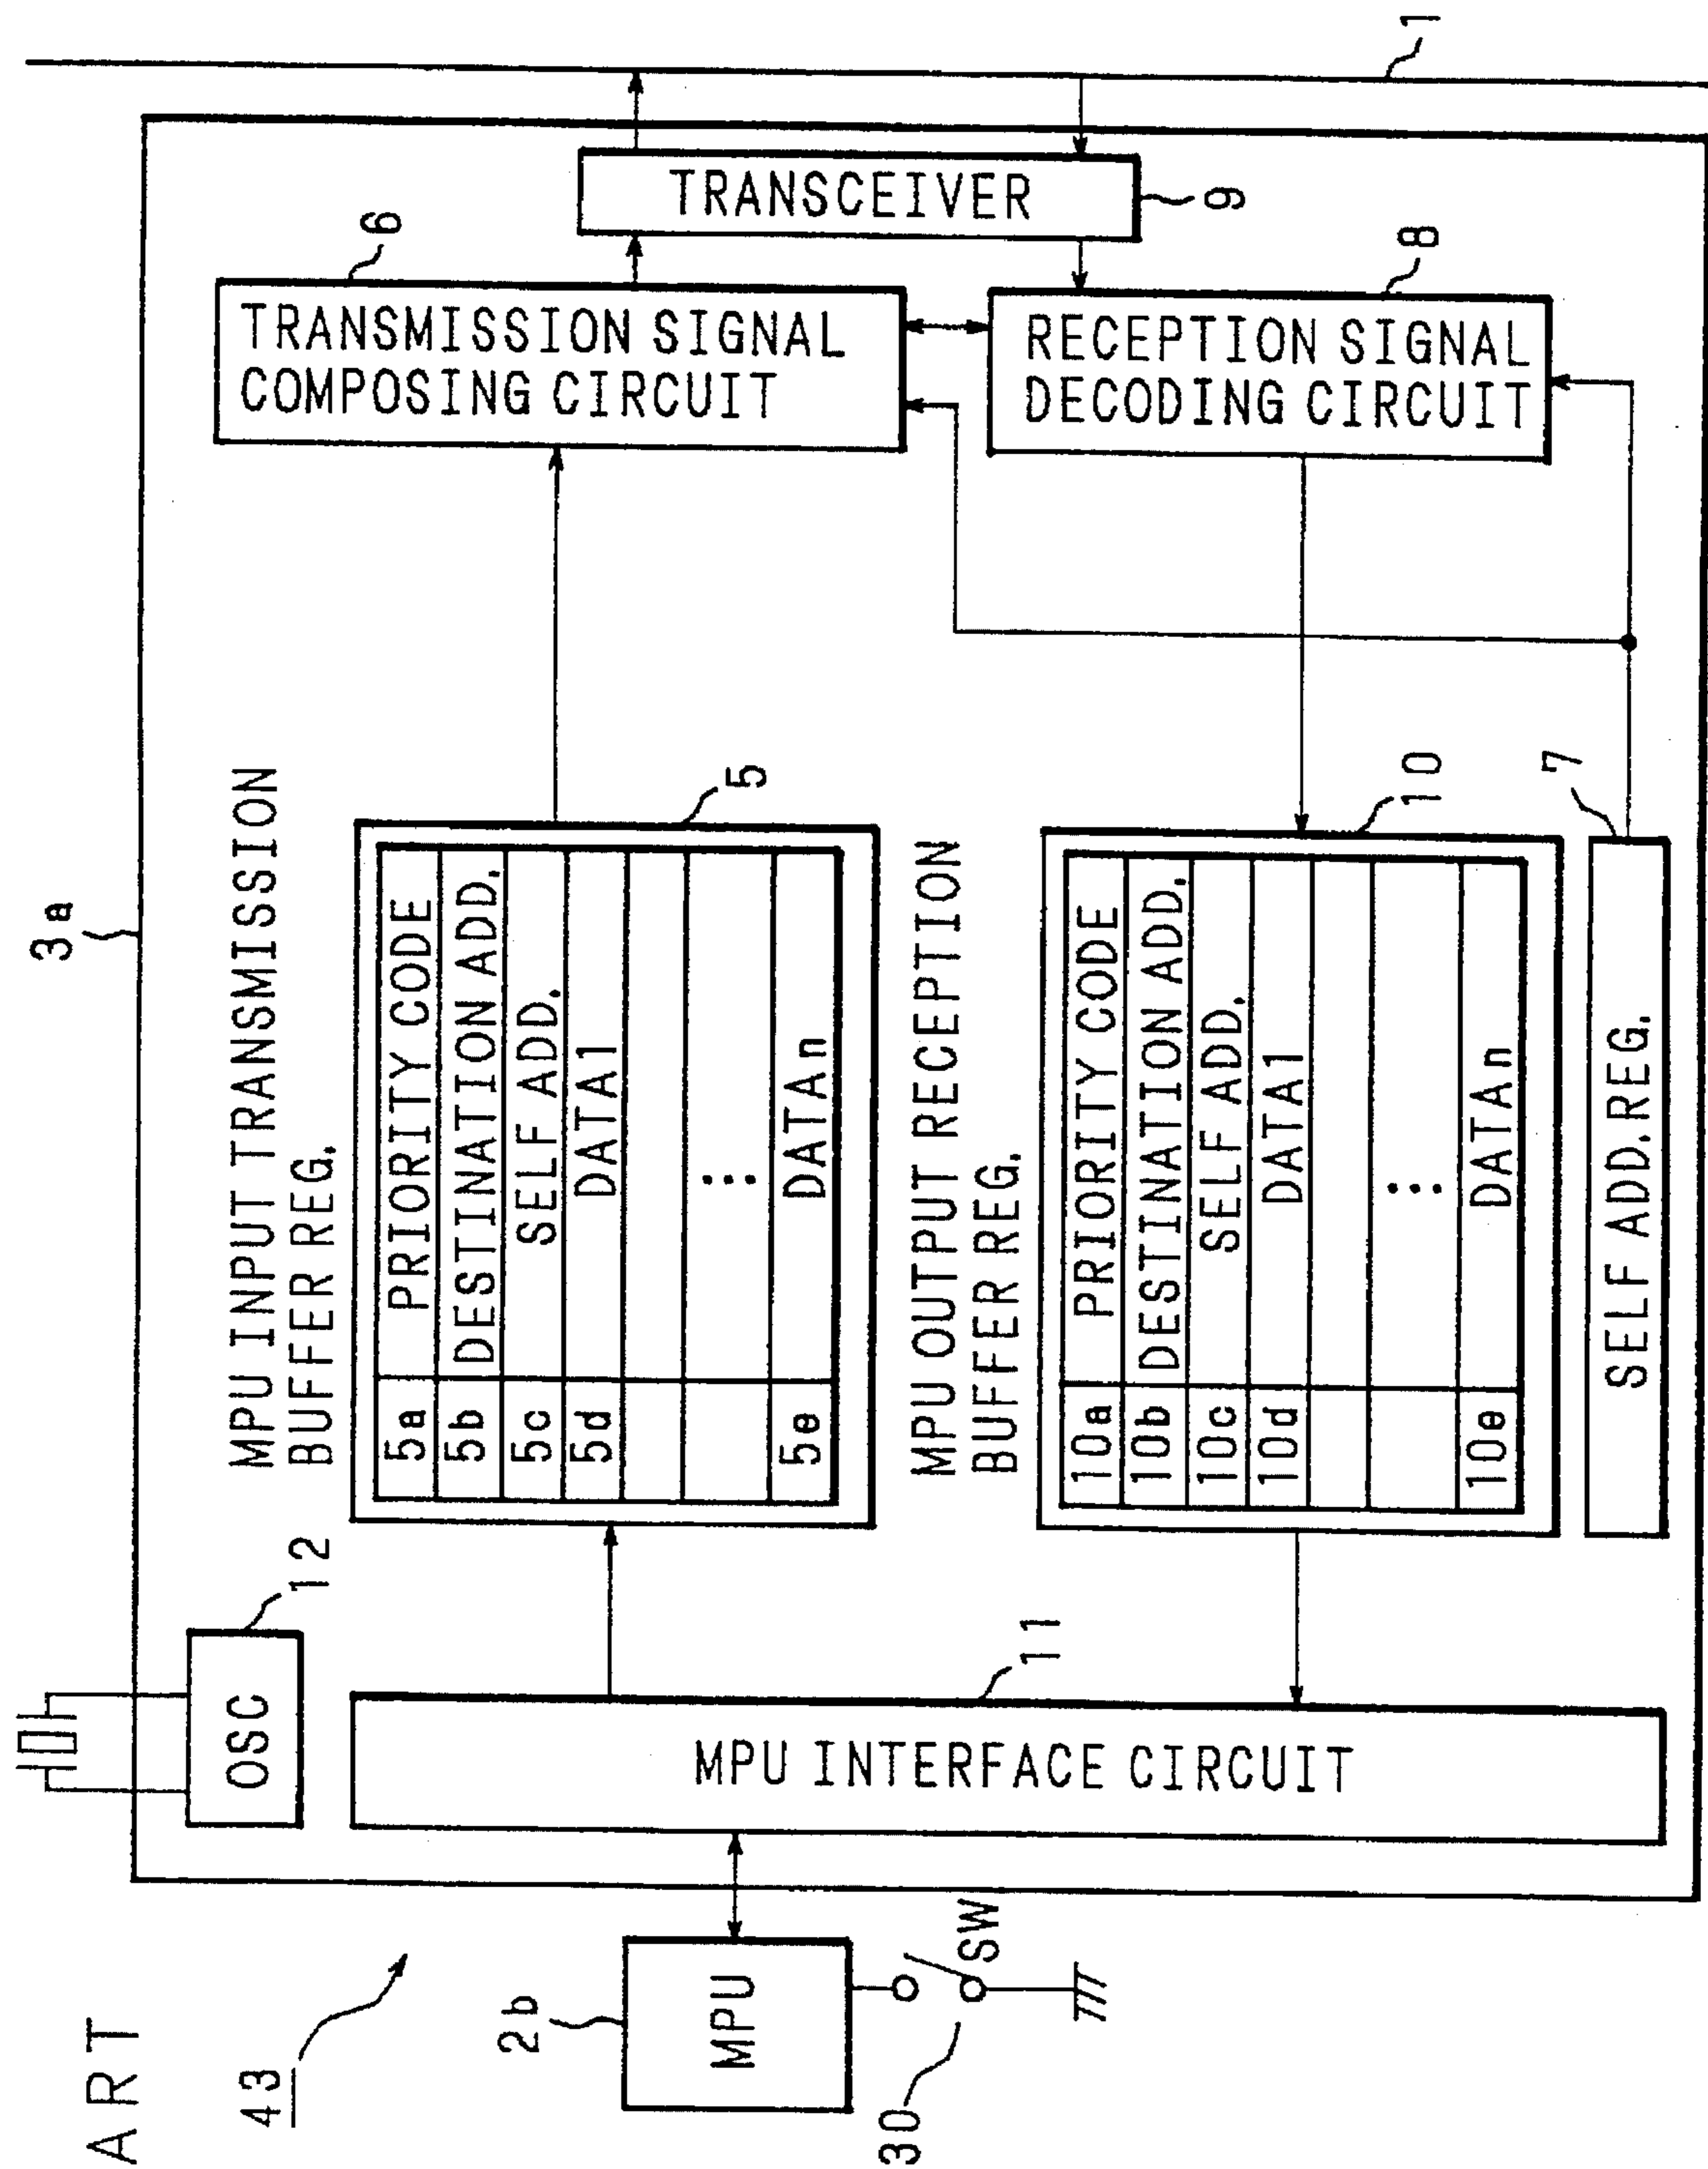 ART
43
3a
12
OSC
MPU INPUT TRANSMISSION
BUFFER REG.
5a PRIORITY CODE
5b DESTINATION ADD.
5c SELF ADD.
5d DATA1
...
5e DATAn
5
6
TRANSMISSION SIGNAL
COMPOSING CIRCUIT
TRANSCEIVER
9
1
2b
MPU
SW
30
MPU INTERFACE CIRCUIT
11
MPU OUTPUT RECEPTION
BUFFER REG.
10a PRIORITY CODE
10b DESTINATION ADD.
10c SELF ADD.
10d DATA1
...
10e DATAn
10
RECEPTION SIGNAL
DECODING CIRCUIT
8
SELF ADD.REG.
7